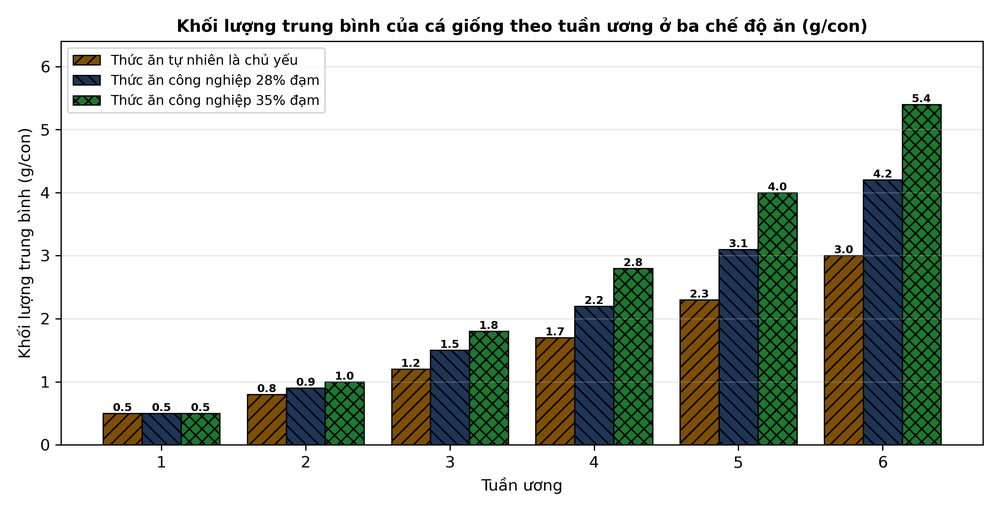 Khối lượng trung bình của cá giống theo tuần ương ở ba chế độ ăn (g/con)
Thức ăn tự nhiên là chủ yếu
Thức ăn công nghiệp 28% đạm
Thức ăn công nghiệp 35% đạm
Khối lượng trung bình (g/con)
6
5
4
3
2
1
0
0.5 0.5 0.5
0.8 0.9 1.0
1.2 1.5 1.8
1.7 2.2 2.8
2.3 3.1 4.0
3.0 4.2 5.4
1 2 3 4 5 6
Tuần ương